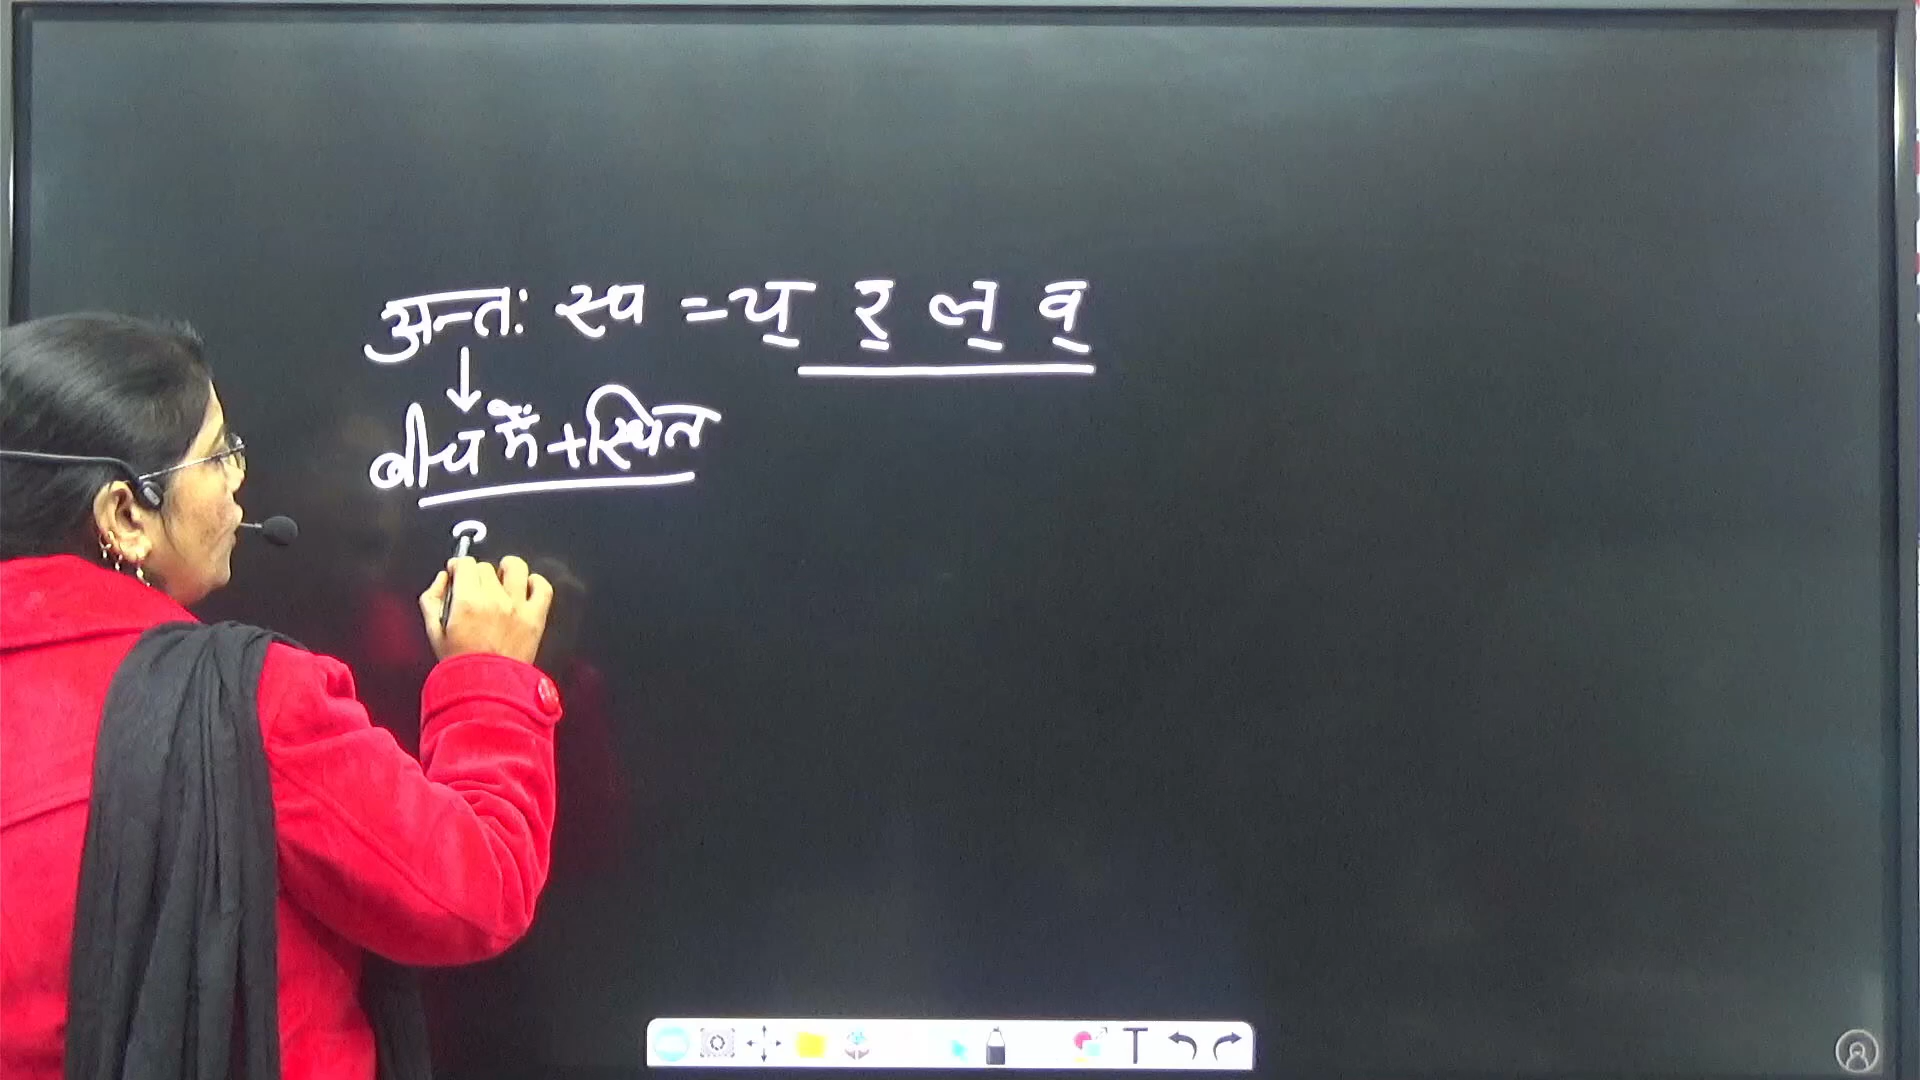 अन्तः स्थ = य् र् ल् व्
↓
बीच में + स्थित
T